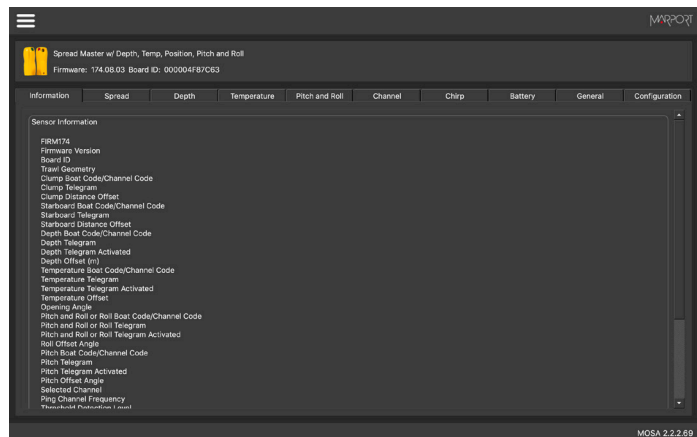 MARPORT
Spread Master w/ Depth, Temp, Position, Pitch and Roll
Firmware: 174.08.03 Board ID: 000004F87C63
Information Spread Depth Temperature Pitch and Roll Channel Chirp Battery General Configuration
Sensor Information
FIRM174
Firmware Version
Board ID
Trawl Geometry
Clump Boat Code/Channel Code
Clump Telegram
Clump Distance Offset
Starboard Boat Code/Channel Code
Starboard Telegram
Starboard Distance Offset
Depth Boat Code/Channel Code
Depth Telegram
Depth Telegram Activated
Depth Offset (m)
Temperature Boat Code/Channel Code
Temperature Telegram
Temperature Telegram Activated
Temperature Offset
Opening Angle
Pitch and Roll or Roll Boat Code/Channel Code
Pitch and Roll or Roll Telegram
Pitch and Roll or Roll Telegram Activated
Roll Offset Angle
Pitch Boat Code/Channel Code
Pitch Telegram
Pitch Telegram Activated
Pitch Offset Angle
Selected Channel
Ping Channel Frequency
Threshold Detection Level
MOSA 2.2.2.69